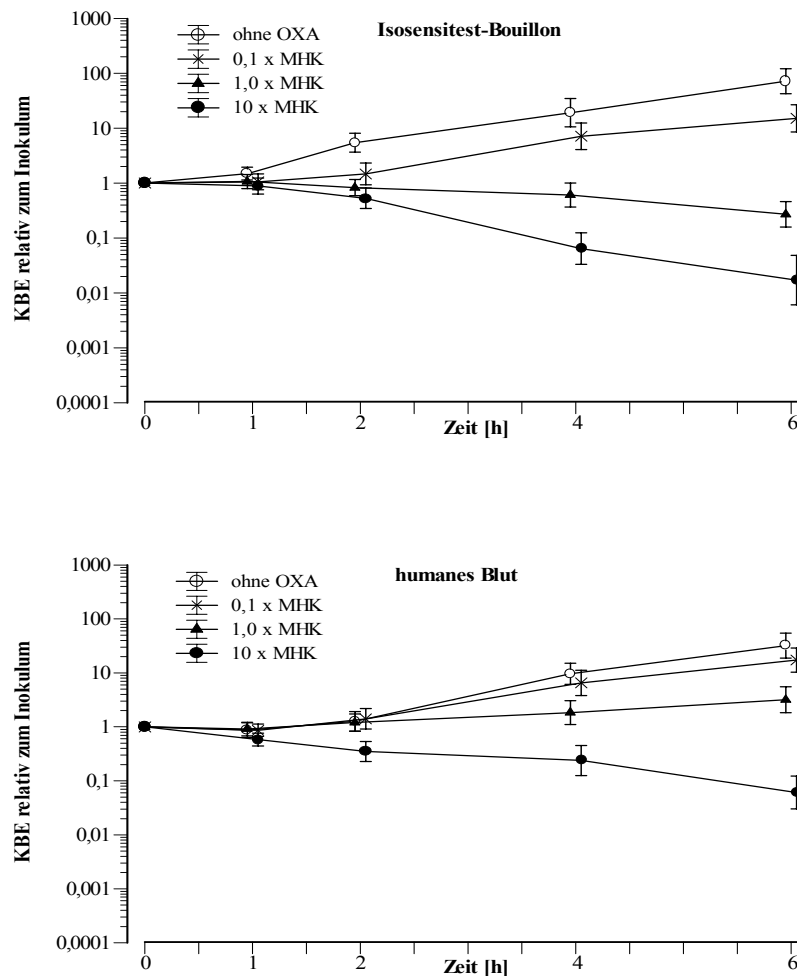 Isosensitest-Bouillon
ohne OXA
0,1 x MHK
1,0 x MHK
10 x MHK
KBE relativ zum Inokulum
1000
100
10
1
0,1
0,01
0,001
0,0001
0 1 2 4 6
Zeit [h]
humanes Blut
ohne OXA
0,1 x MHK
1,0 x MHK
10 x MHK
KBE relativ zum Inokulum
1000
100
10
1
0,1
0,01
0,001
0,0001
0 1 2 4 6
Zeit [h]